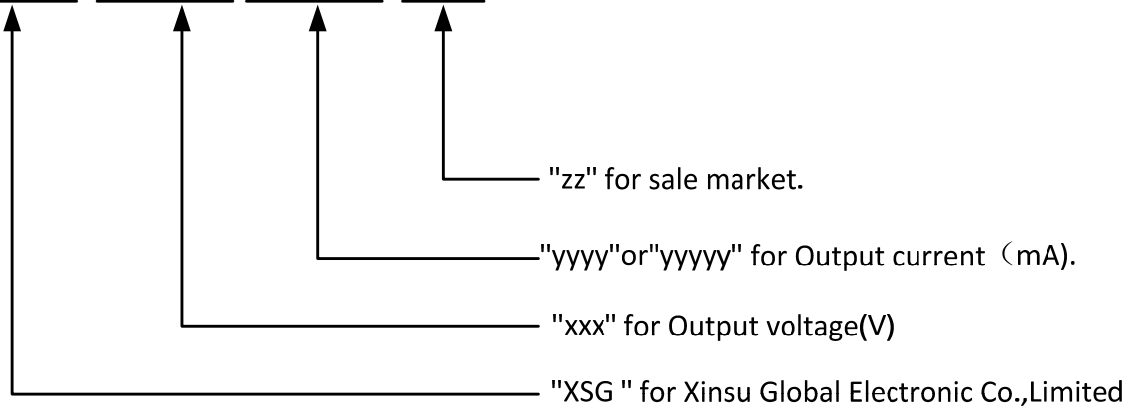 "zz" for sale market.
"yyyy"or"yyyyy" for Output current（mA).
"xxx" for Output voltage(V)
"XSG " for Xinsu Global Electronic Co.,Limited